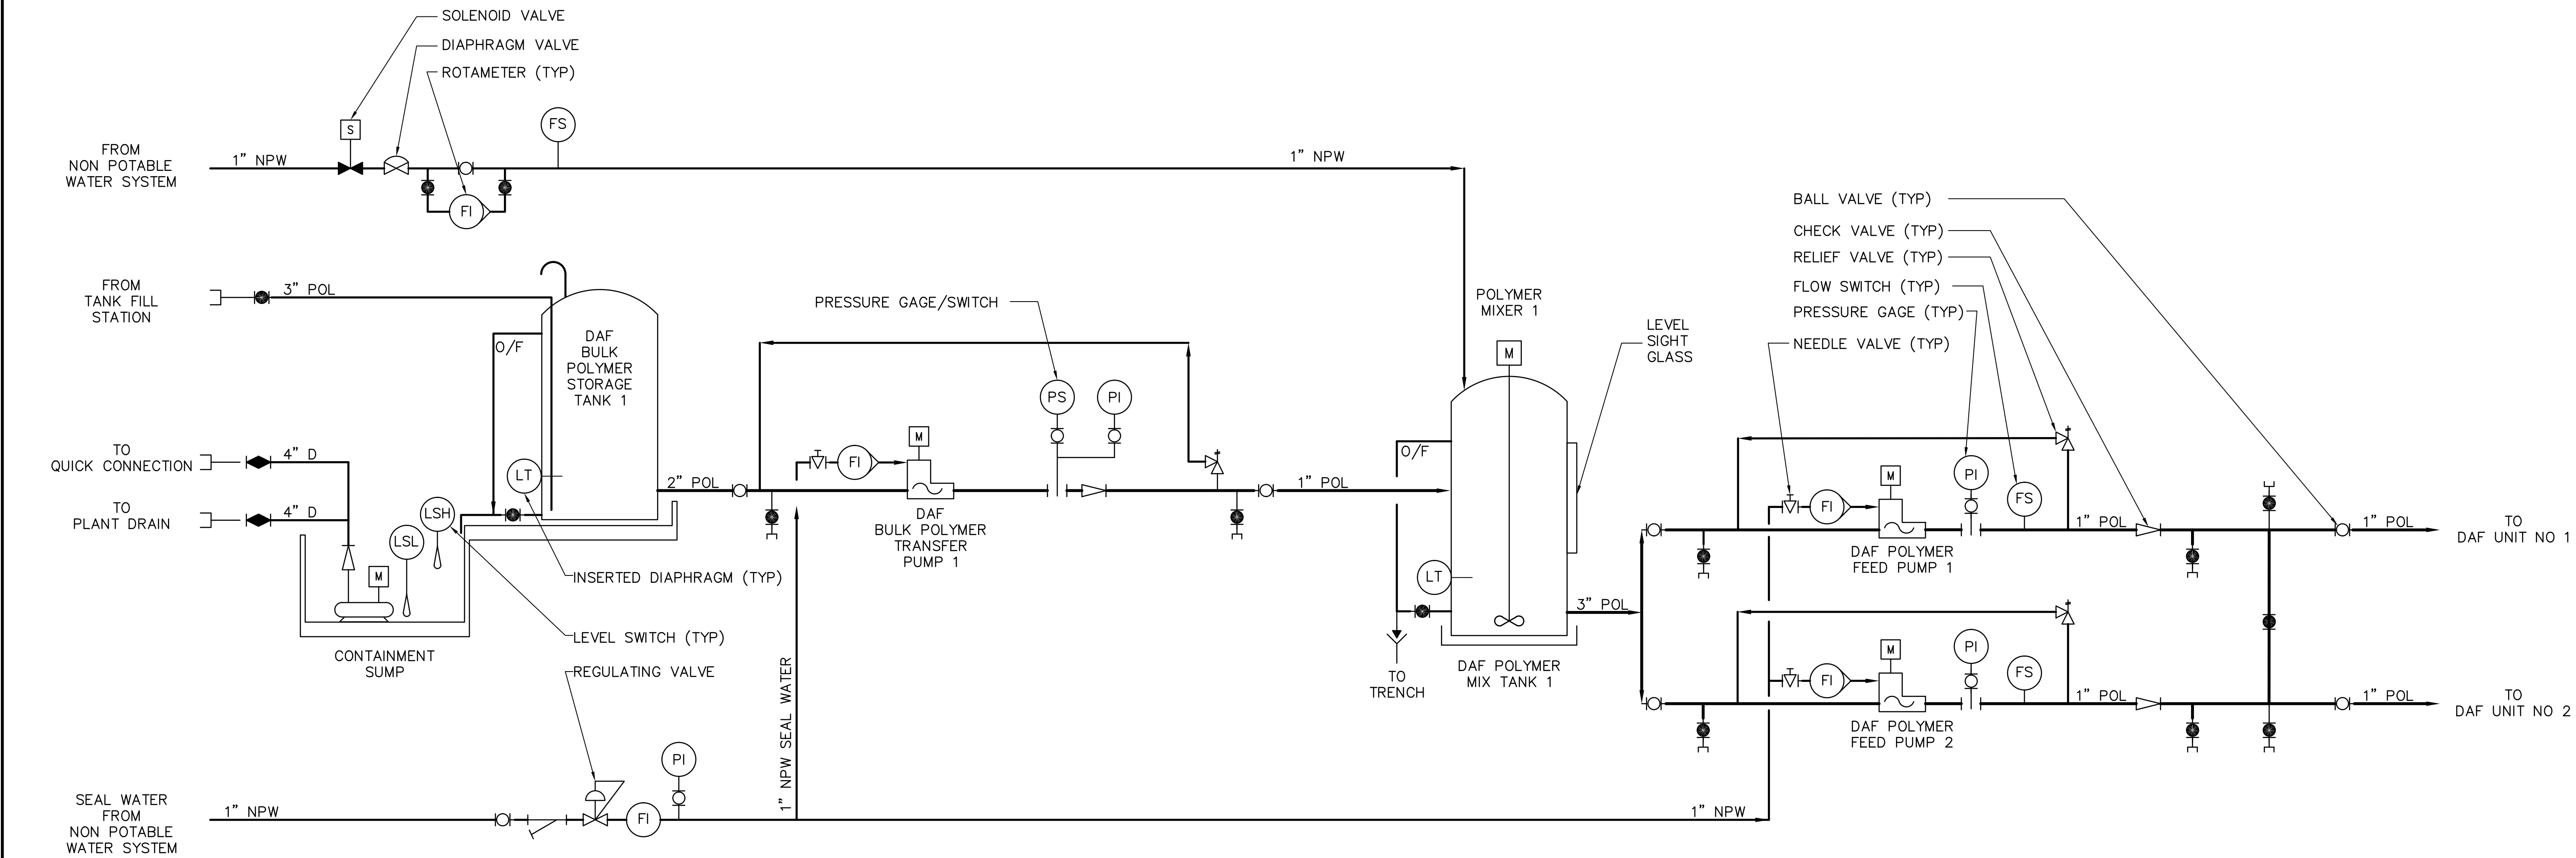 SOLENOID VALVE
DIAPHRAGM VALVE
ROTAMETER (TYP)
S
FS
FROM
NON POTABLE
WATER SYSTEM
1" NPW
1" NPW
FI
BALL VALVE (TYP)
CHECK VALVE (TYP)
RELIEF VALVE (TYP)
FLOW SWITCH (TYP)
PRESSURE GAGE (TYP)
NEEDLE VALVE (TYP)
FROM
TANK FILL
STATION
3" POL
PRESSURE GAGE/SWITCH
POLYMER
MIXER 1
LEVEL
SIGHT
GLASS
O/F
DAF
BULK
POLYMER
STORAGE
TANK 1
M
PS
PI
TO
QUICK CONNECTION
4" D
LT
2" POL
M
FI
1" POL
O/F
TO
PLANT DRAIN
4" D
LSH
LSL
M
DAF
BULK POLYMER
TRANSFER
PUMP 1
INSERTED DIAPHRAGM (TYP)
LEVEL SWITCH (TYP)
CONTAINMENT
SUMP
REGULATING VALVE
LT
3" POL
TO
TRENCH
DAF POLYMER
MIX TANK 1
M
PI
FI
FS
1" POL
1" POL
TO
DAF UNIT NO 1
DAF POLYMER
FEED PUMP 1
M
PI
FI
FS
1" POL
1" POL
TO
DAF UNIT NO 2
DAF POLYMER
FEED PUMP 2
1" NPW SEAL WATER
PI
SEAL WATER
FROM
NON POTABLE
WATER SYSTEM
1" NPW
FI
1" NPW